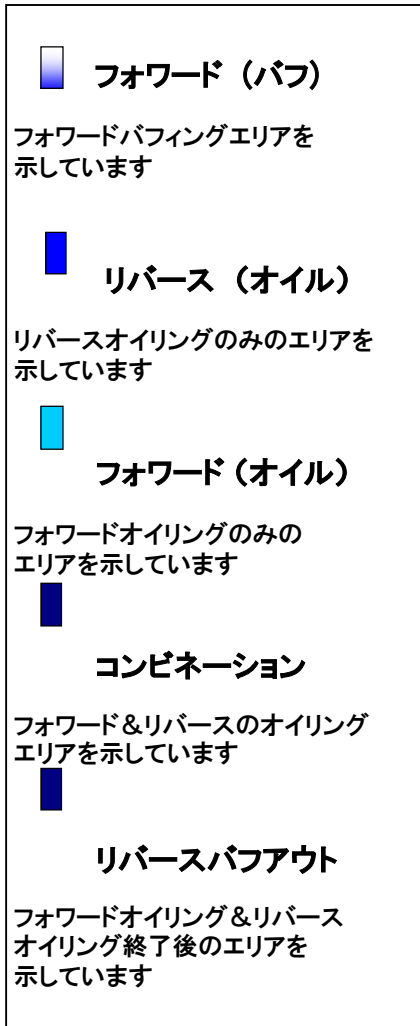 フォワード（バフ）
フォワードバフィングエリアを
示しています
リバース（オイル）
リバースオイリングのみのエリアを
示しています
フォワード（オイル）
フォワードオイリングのみの
エリアを示しています
コンビネーション
フォワード＆リバースのオイリング
エリアを示しています
リバースバフアウト
フォワードオイリング＆リバース
オイリング終了後のエリアを
示しています